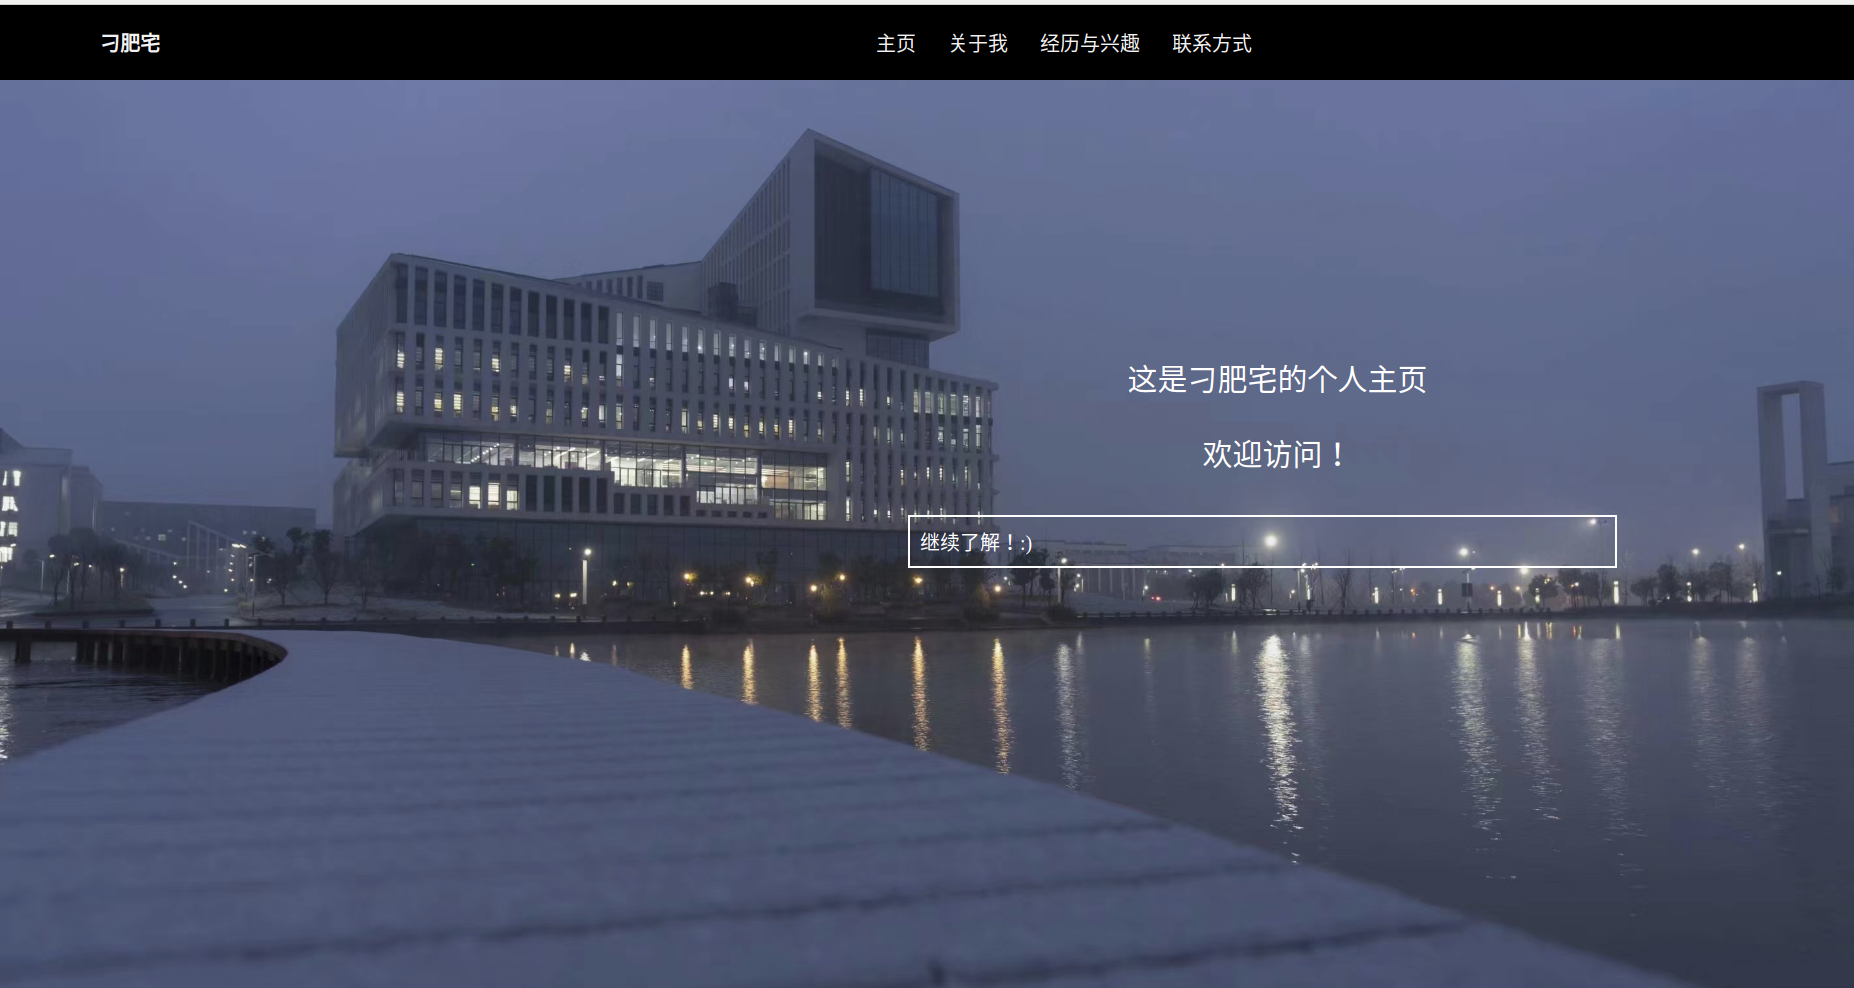 刁肥宅
主页 关于我 经历与兴趣 联系方式
这是刁肥宅的个人主页
欢迎访问！
继续了解！:)